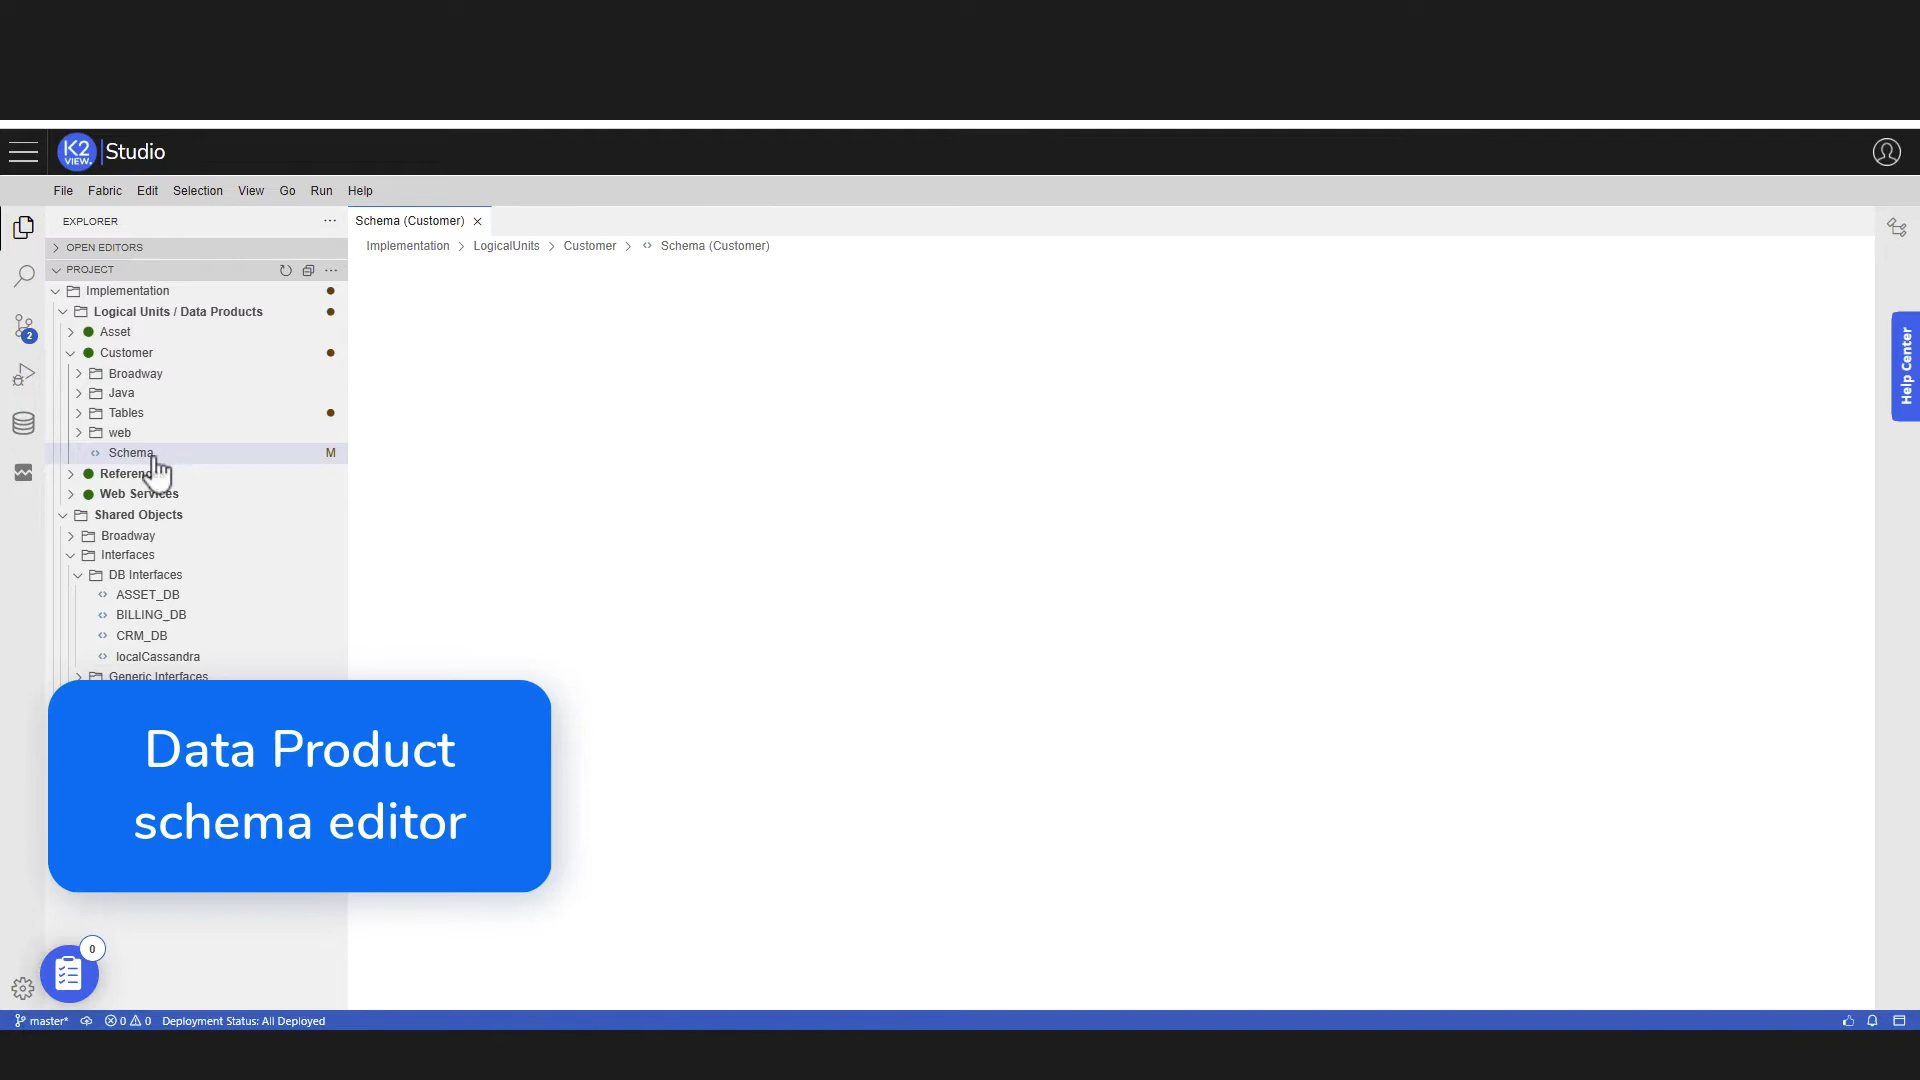 K2
VIEW.
Studio
File Fabric Edit Selection View Go Run Help
EXPLORER
Schema (Customer)
OPEN EDITORS
Implementation > LogicalUnits > Customer > Schema (Customer)
PROJECT
Implementation
Logical Units / Data Products
Asset
Customer
Broadway
Java
Tables
web
Schema M
Web Services
Shared Objects
Broadway
Interfaces
DB Interfaces
ASSET_DB
BILLING_DB
CRM_DB
localCassandra
Generic Interfaces
2
Help Center
Data Product
schema editor
0
master* 0 0 Deployment Status: All Deployed